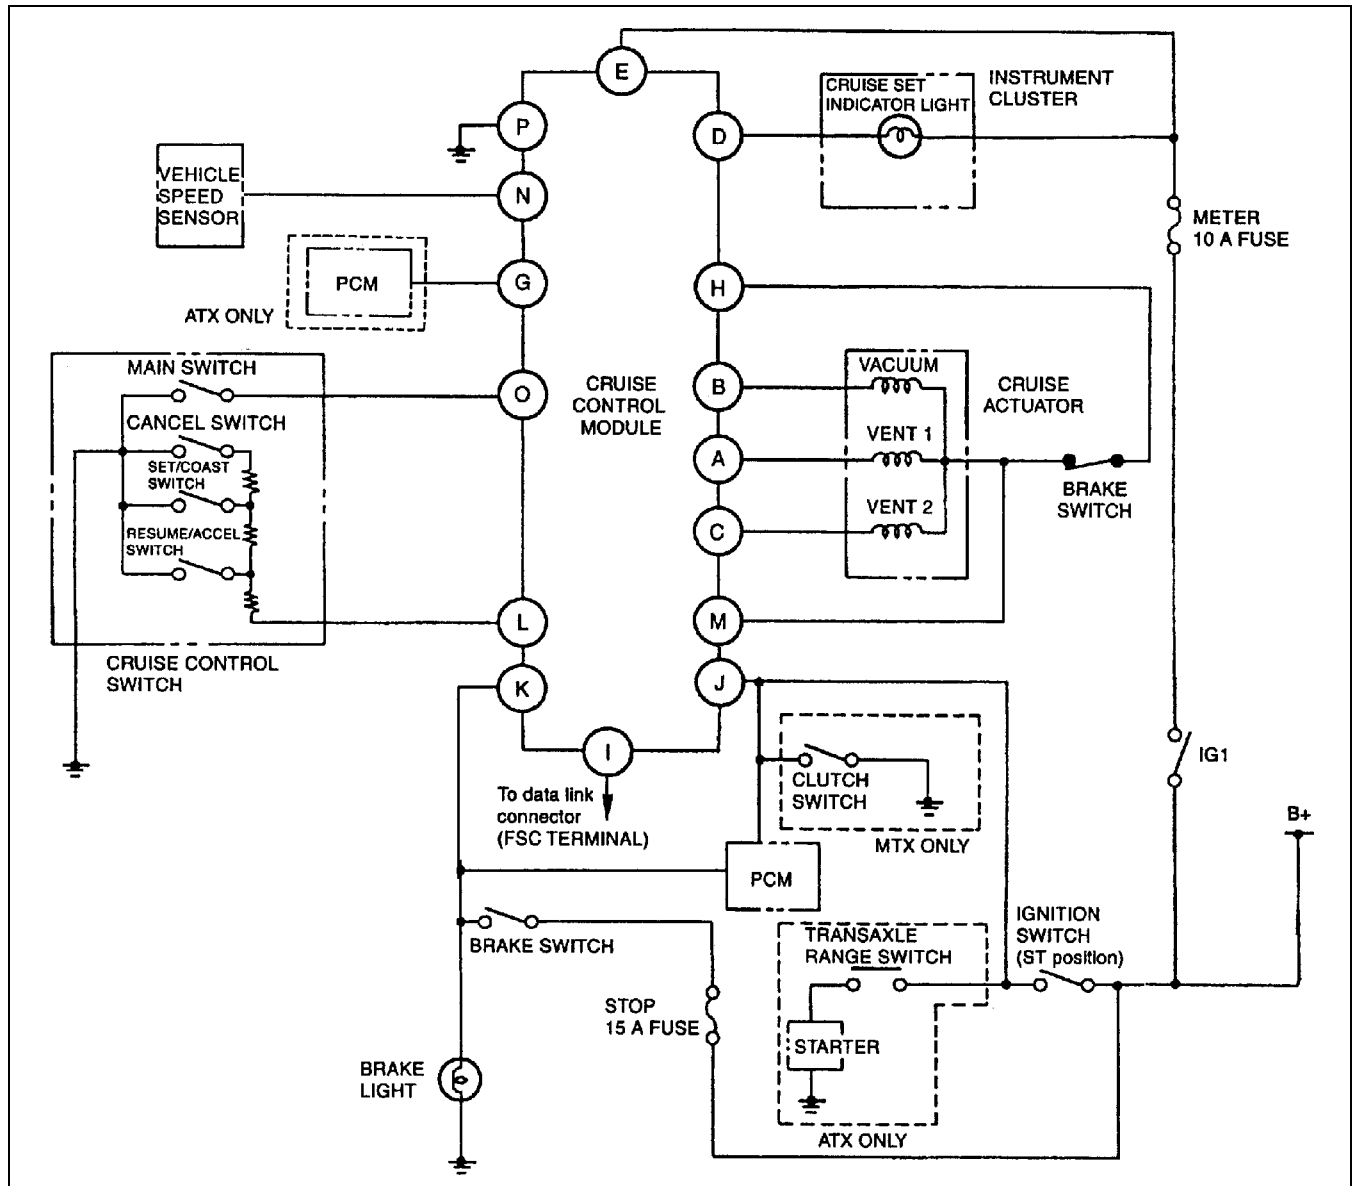 E
P
D
CRUISE SET
INDICATOR LIGHT
INSTRUMENT
CLUSTER
VEHICLE
SPEED
SENSOR
N
METER
10 A FUSE
PCM
G
ATX ONLY
H
MAIN SWITCH
O
CRUISE
CONTROL
MODULE
B
VACUUM
CRUISE
ACTUATOR
CANCEL SWITCH
SET/COAST
SWITCH
A
VENT 1
BRAKE
SWITCH
RESUME/ACCEL
SWITCH
C
VENT 2
L
M
CRUISE CONTROL
SWITCH
K
J
I
CLUTCH
SWITCH
IG1
To data link
connector
(FSC TERMINAL)
MTX ONLY
B+
PCM
BRAKE SWITCH
TRANSAXLE
RANGE SWITCH
IGNITION
SWITCH
(ST position)
STOP
15 A FUSE
STARTER
BRAKE
LIGHT
ATX ONLY